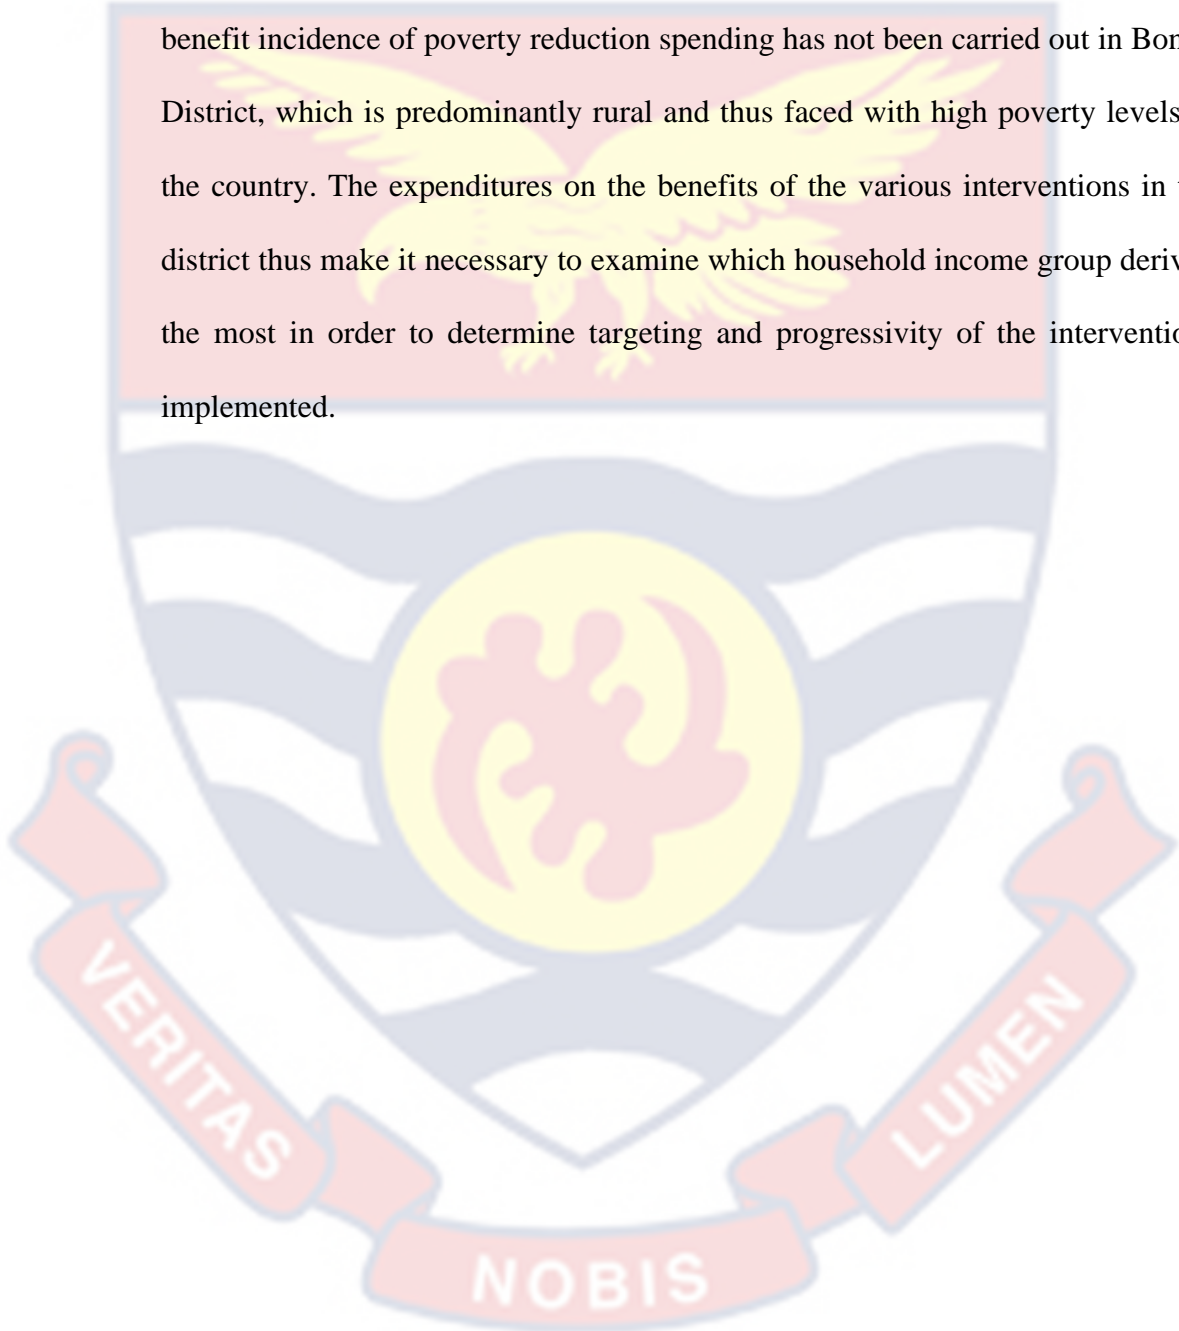 benefit incidence of poverty reduction spending has not been carried out in Bon
District, which is predominantly rural and thus faced with high poverty levels
the country. The expenditures on the benefits of the various interventions in
district thus make it necessary to examine which household income group deriv
the most in order to determine targeting and progressivity of the interventio
implemented.
VERITAS
NOBIS
LUMEN